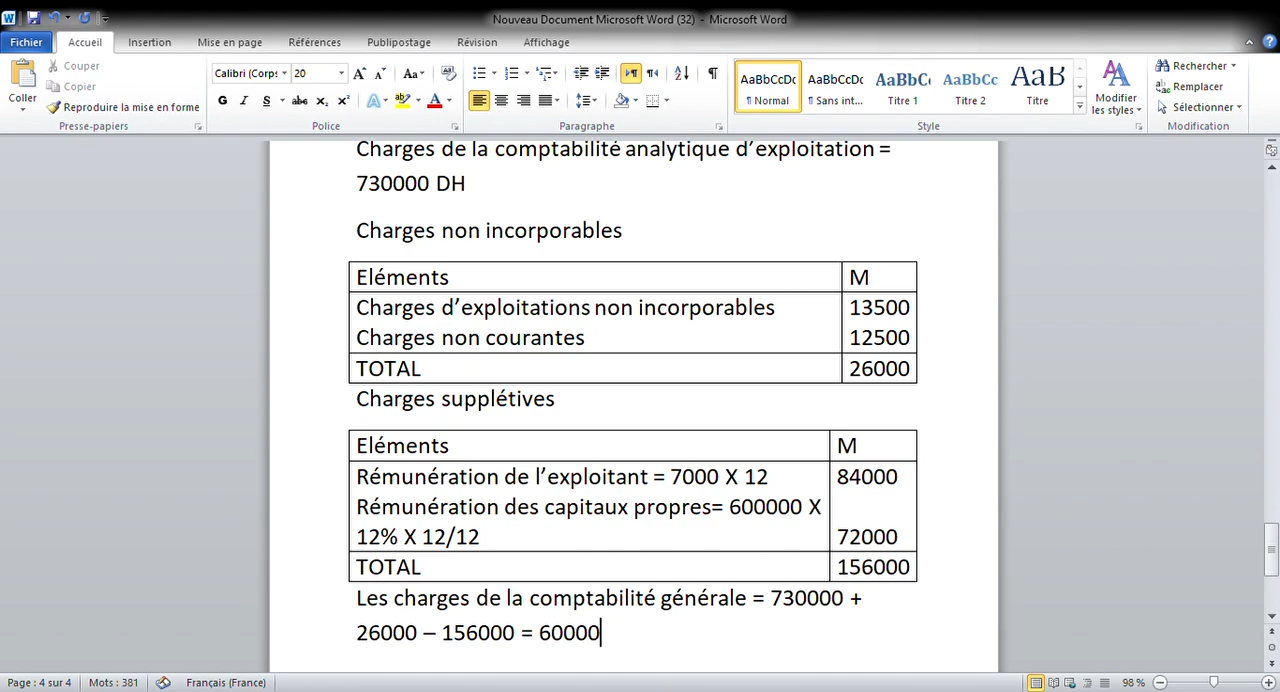 Nouveau Document Microsoft Word (32) - Microsoft Word
Fichier Accueil Insertion Mise en page Références Publipostage Révision Affichage
Coller
Couper
Copier
Reproduire la mise en forme
Presse-papiers
Calibri (Corps 20
G I S abc x₂ x²
Police
Paragraphe
AaBbCcDc AaBbCcDc AaBbC AaBbCc AaB
¶ Normal ¶ Sans int... Titre 1 Titre 2 Titre
Modifier les styles
Style
Rechercher
Remplacer
Sélectionner
Modification
Charges de la comptabilité analytique d’exploitation =
730000 DH
Charges non incorporables
Eléments M
Charges d’exploitations non incorporables 13500
Charges non courantes 12500
TOTAL 26000
Charges supplétives
Eléments M
Rémunération de l’exploitant = 7000 X 12 84000
Rémunération des capitaux propres= 600000 X
12% X 12/12 72000
TOTAL 156000
Les charges de la comptabilité générale = 730000 +
26000 – 156000 = 60000
Page : 4 sur 4 Mots : 381 Français (France) 98 %